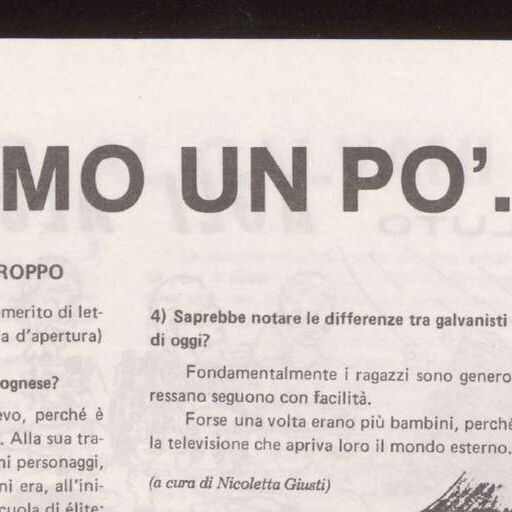 MO UN PO'.
ROPPO
merito di let-
a d'apertura)
ognese?
evo, perché è
. Alla sua tra-
ni personaggi,
ni era, all'ini-
cuola di élite;
4) Saprebbe notare le differenze tra galvanisti
di oggi?
Fondamentalmente i ragazzi sono genero
ressano seguono con facilità.
Forse una volta erano più bambini, perché
la televisione che apriva loro il mondo esterno.
(a cura di Nicoletta Giusti)